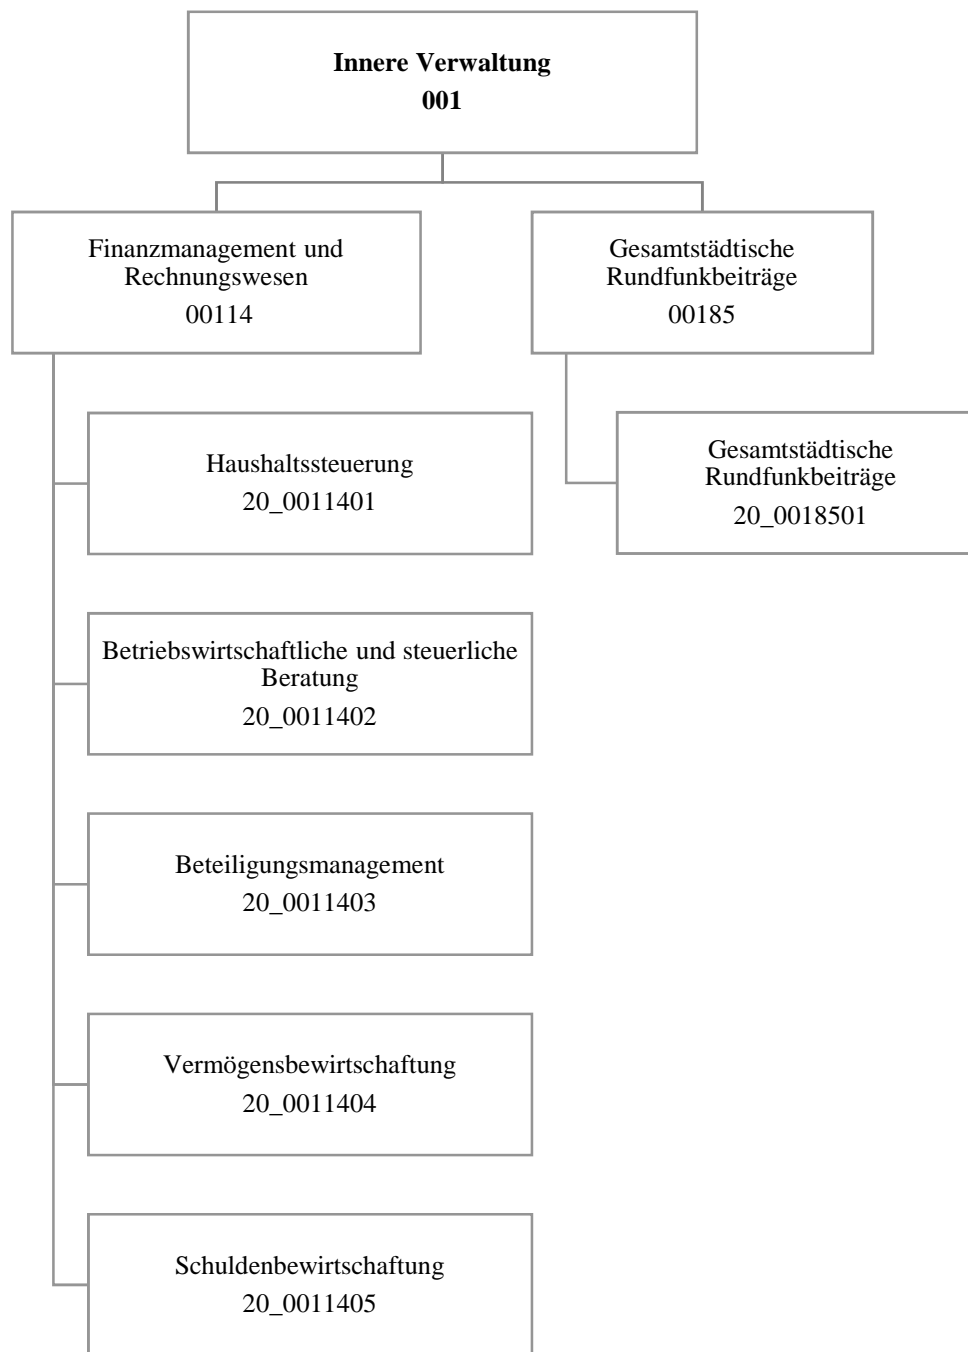 Innere Verwaltung
001
Finanzmanagement und
Rechnungswesen
00114
Gesamtstädtische
Rundfunkbeiträge
00185
Haushaltssteuerung
20_0011401
Betriebswirtschaftliche und steuerliche
Beratung
20_0011402
Beteiligungsmanagement
20_0011403
Vermögensbewirtschaftung
20_0011404
Schuldenbewirtschaftung
20_0011405
Gesamtstädtische
Rundfunkbeiträge
20_0018501